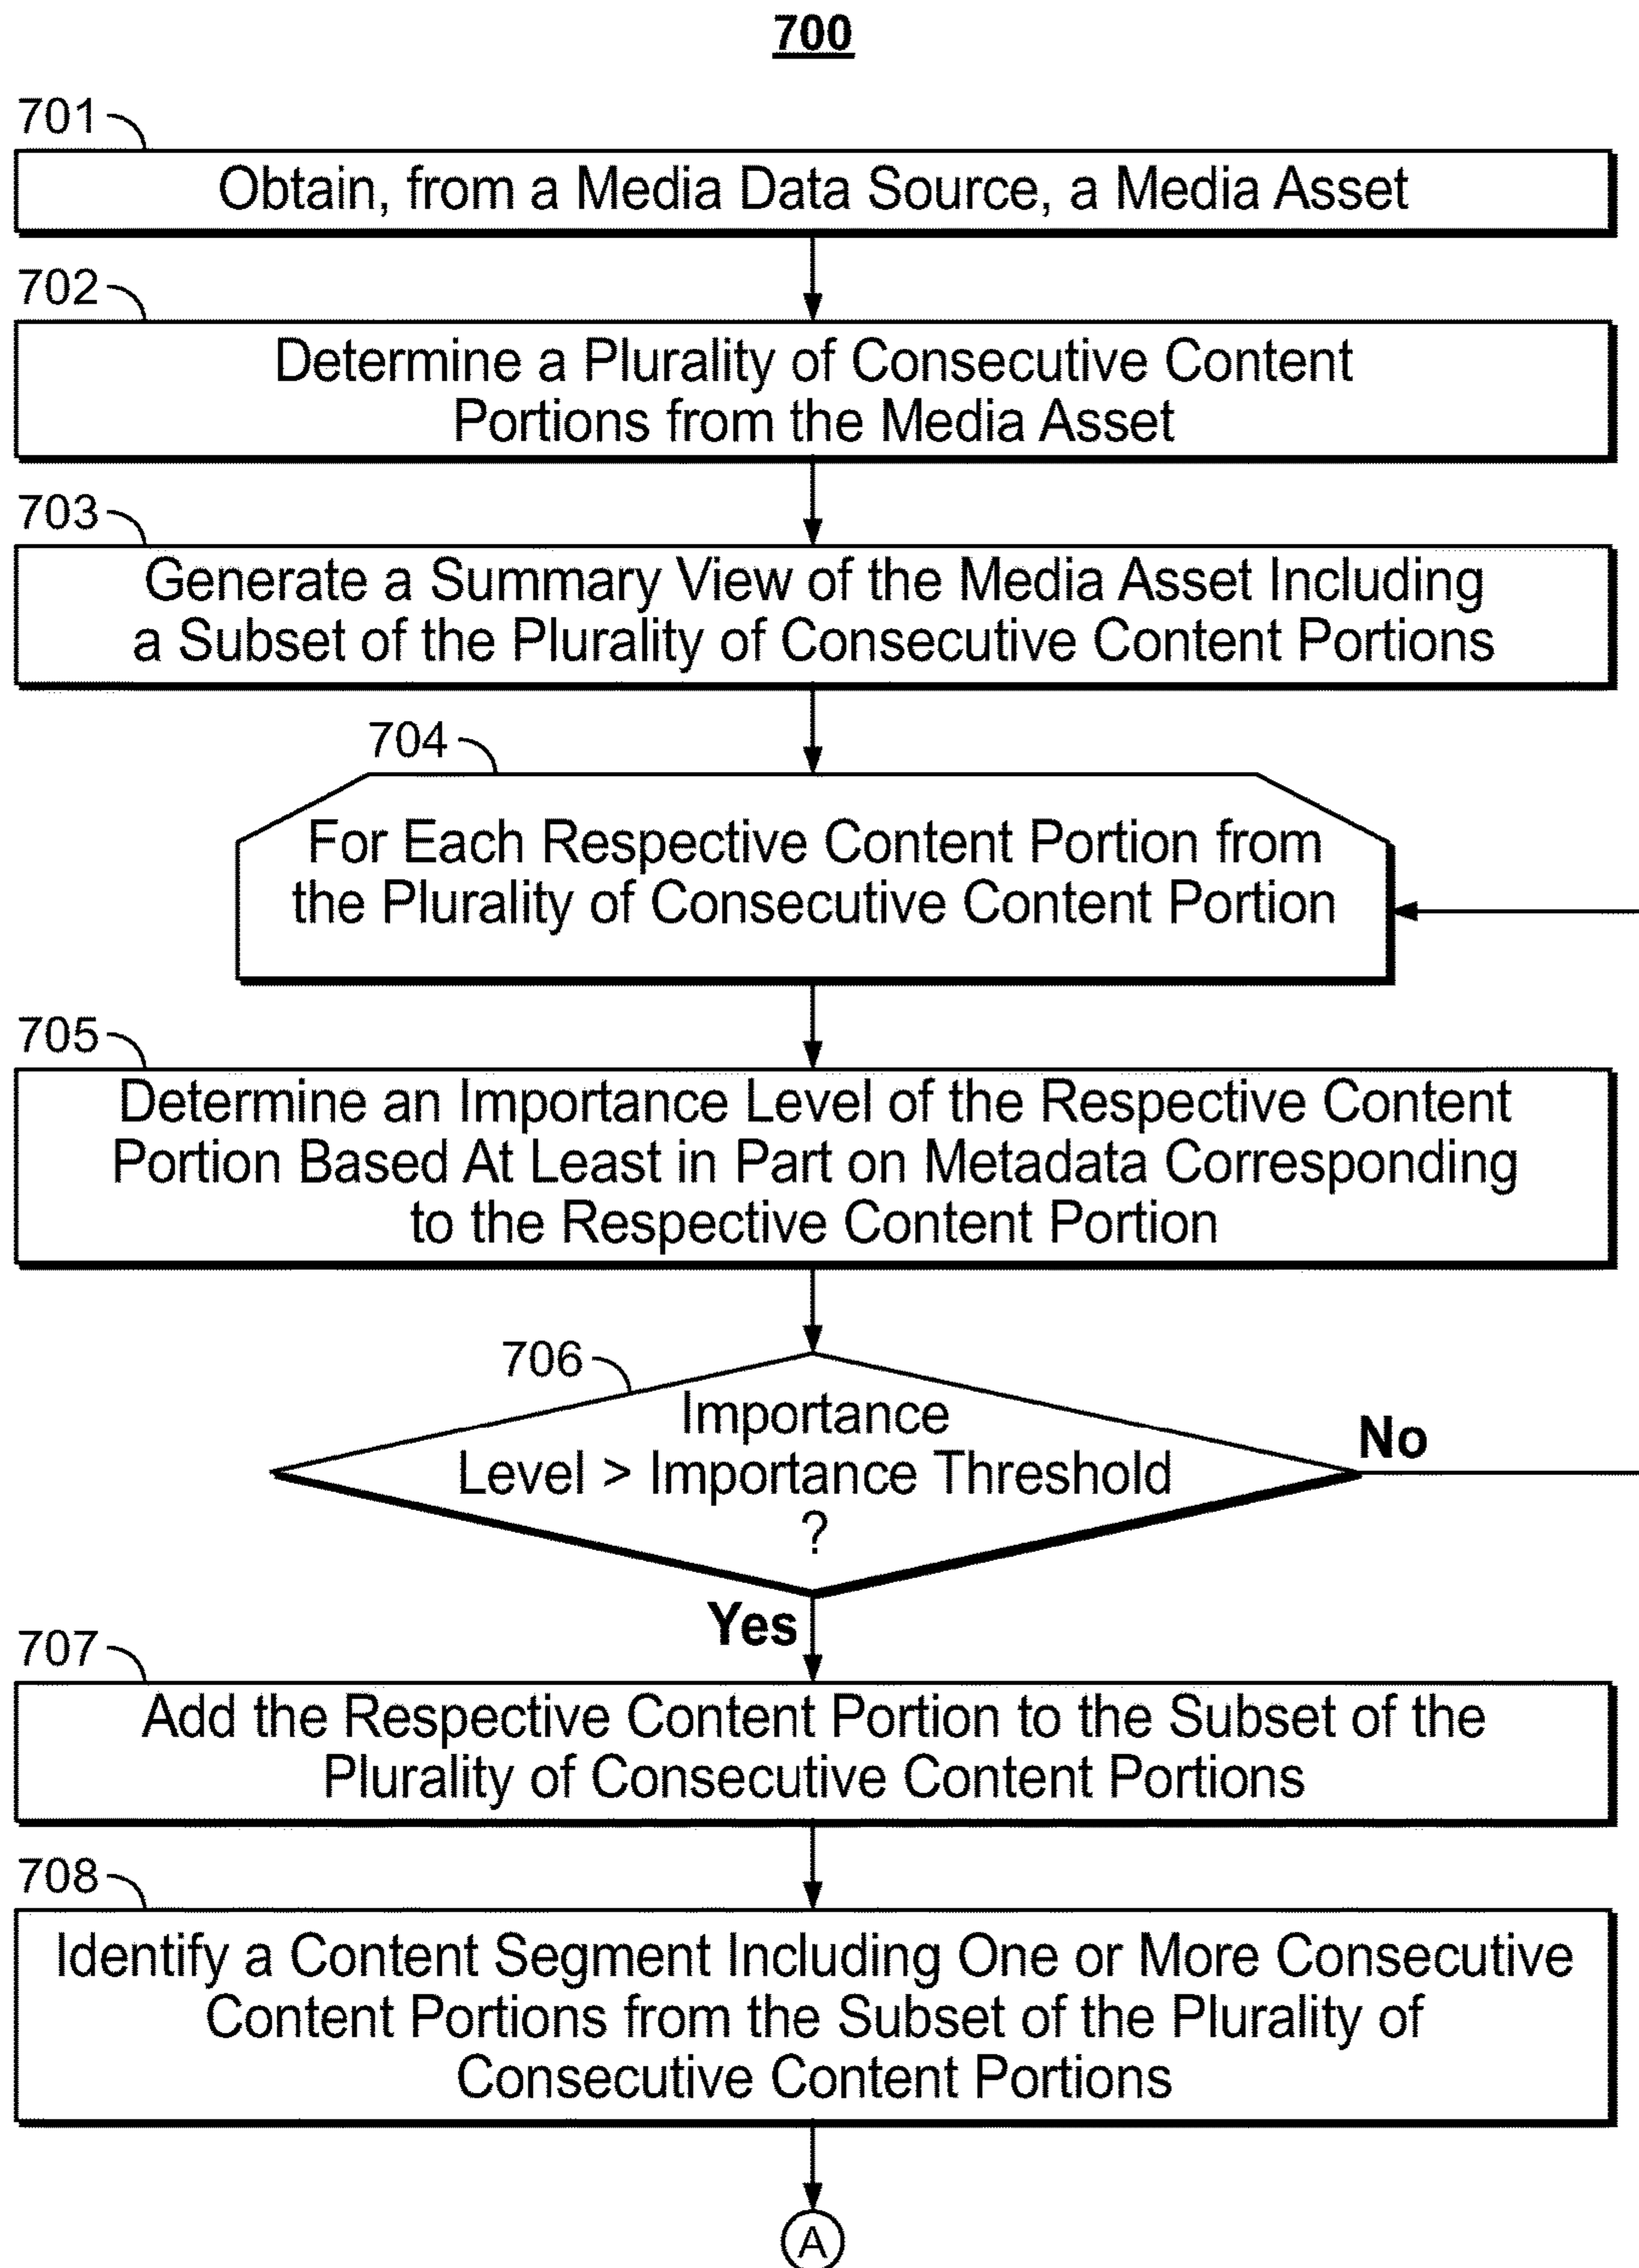 700
701
Obtain, from a Media Data Source, a Media Asset
702
Determine a Plurality of Consecutive Content
Portions from the Media Asset
703
Generate a Summary View of the Media Asset Including
a Subset of the Plurality of Consecutive Content Portions
704
For Each Respective Content Portion from
the Plurality of Consecutive Content Portion
705
Determine an Importance Level of the Respective Content
Portion Based At Least in Part on Metadata Corresponding
to the Respective Content Portion
706
Importance
Level > Importance Threshold
?
No
Yes
707
Add the Respective Content Portion to the Subset of the
Plurality of Consecutive Content Portions
708
Identify a Content Segment Including One or More Consecutive
Content Portions from the Subset of the Plurality of
Consecutive Content Portions
A